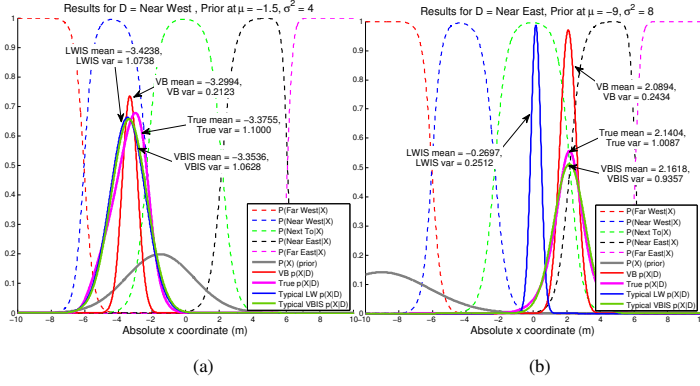 Results for D = Near West , Prior at μ = −1.5, σ² = 4
1
0.9
0.8
0.7
0.6
0.5
0.4
0.3
0.2
0.1
0
−10 −8 −6 −4 −2 0 2 4 6 8 10
Absolute x coordinate (m)
LWIS mean = −3.4238,
LWIS var = 1.0738
VB mean = −3.2994,
VB var = 0.2123
True mean = −3.3755,
True var = 1.1000
VBIS mean = −3.3536,
VBIS var = 1.0628
P(Far West|X)
P(Near West|X)
P(Next To|X)
P(Near East|X)
P(Far East|X)
P(X) (prior)
VB p(X|D)
True p(X|D)
Typical LW p(X|D)
Typical VBIS p(X|D)
(a)
Results for D = Near East, Prior at μ = −9, σ² = 8
1
0.9
0.8
0.7
0.6
0.5
0.4
0.3
0.2
0.1
0
−10 −8 −6 −4 −2 0 2 4 6 8 10
Absolute x coordinate (m)
VB mean = 2.0894,
VB var = 0.2434
LWIS mean = −0.2697,
LWIS var = 0.2512
True mean = 2.1404,
True var = 1.0087
VBIS mean = 2.1618,
VBIS var = 0.9357
P(Far West|X)
P(Near West|X)
P(Next To|X)
P(Near East|X)
P(Far East|X)
P(X) (prior)
VB p(X|D)
True p(X|D)
Typical LW p(X|D)
Typical VBIS p(X|D)
(b)